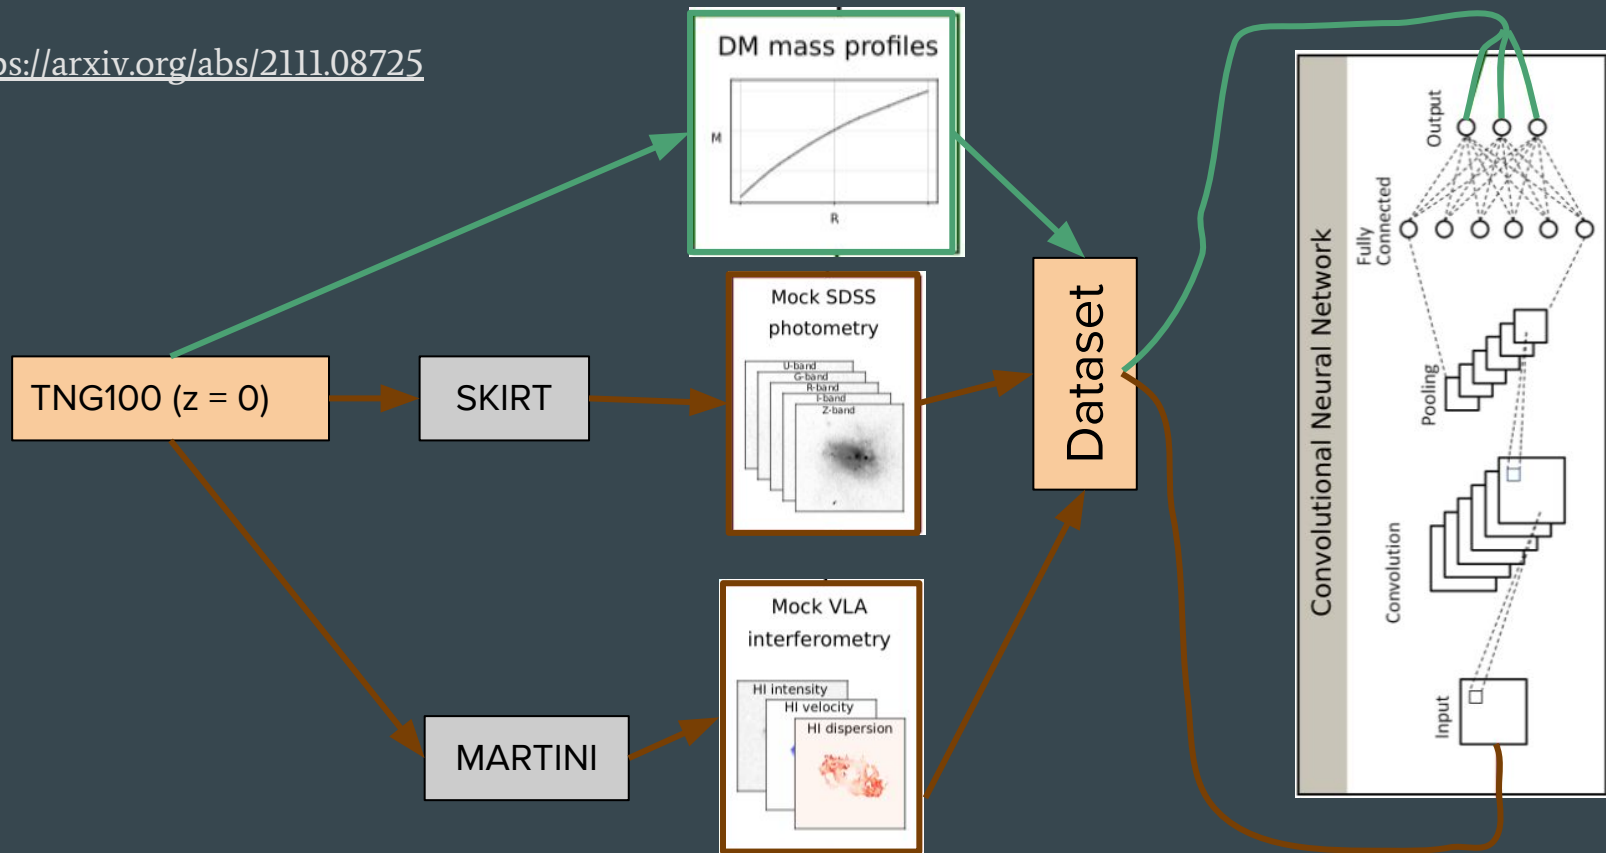 ps://arxiv.org/abs/2111.08725
DM mass profiles
M
R
TNG100 (z = 0)
SKIRT
Mock SDSS
photometry
U-band
G-band
R-band
I-band
Z-band
Dataset
MARTINI
Mock VLA
interferometry
HI intensity
HI velocity
HI dispersion
Convolutional Neural Network
Output
Fully
Connected
Pooling
Convolution
Input